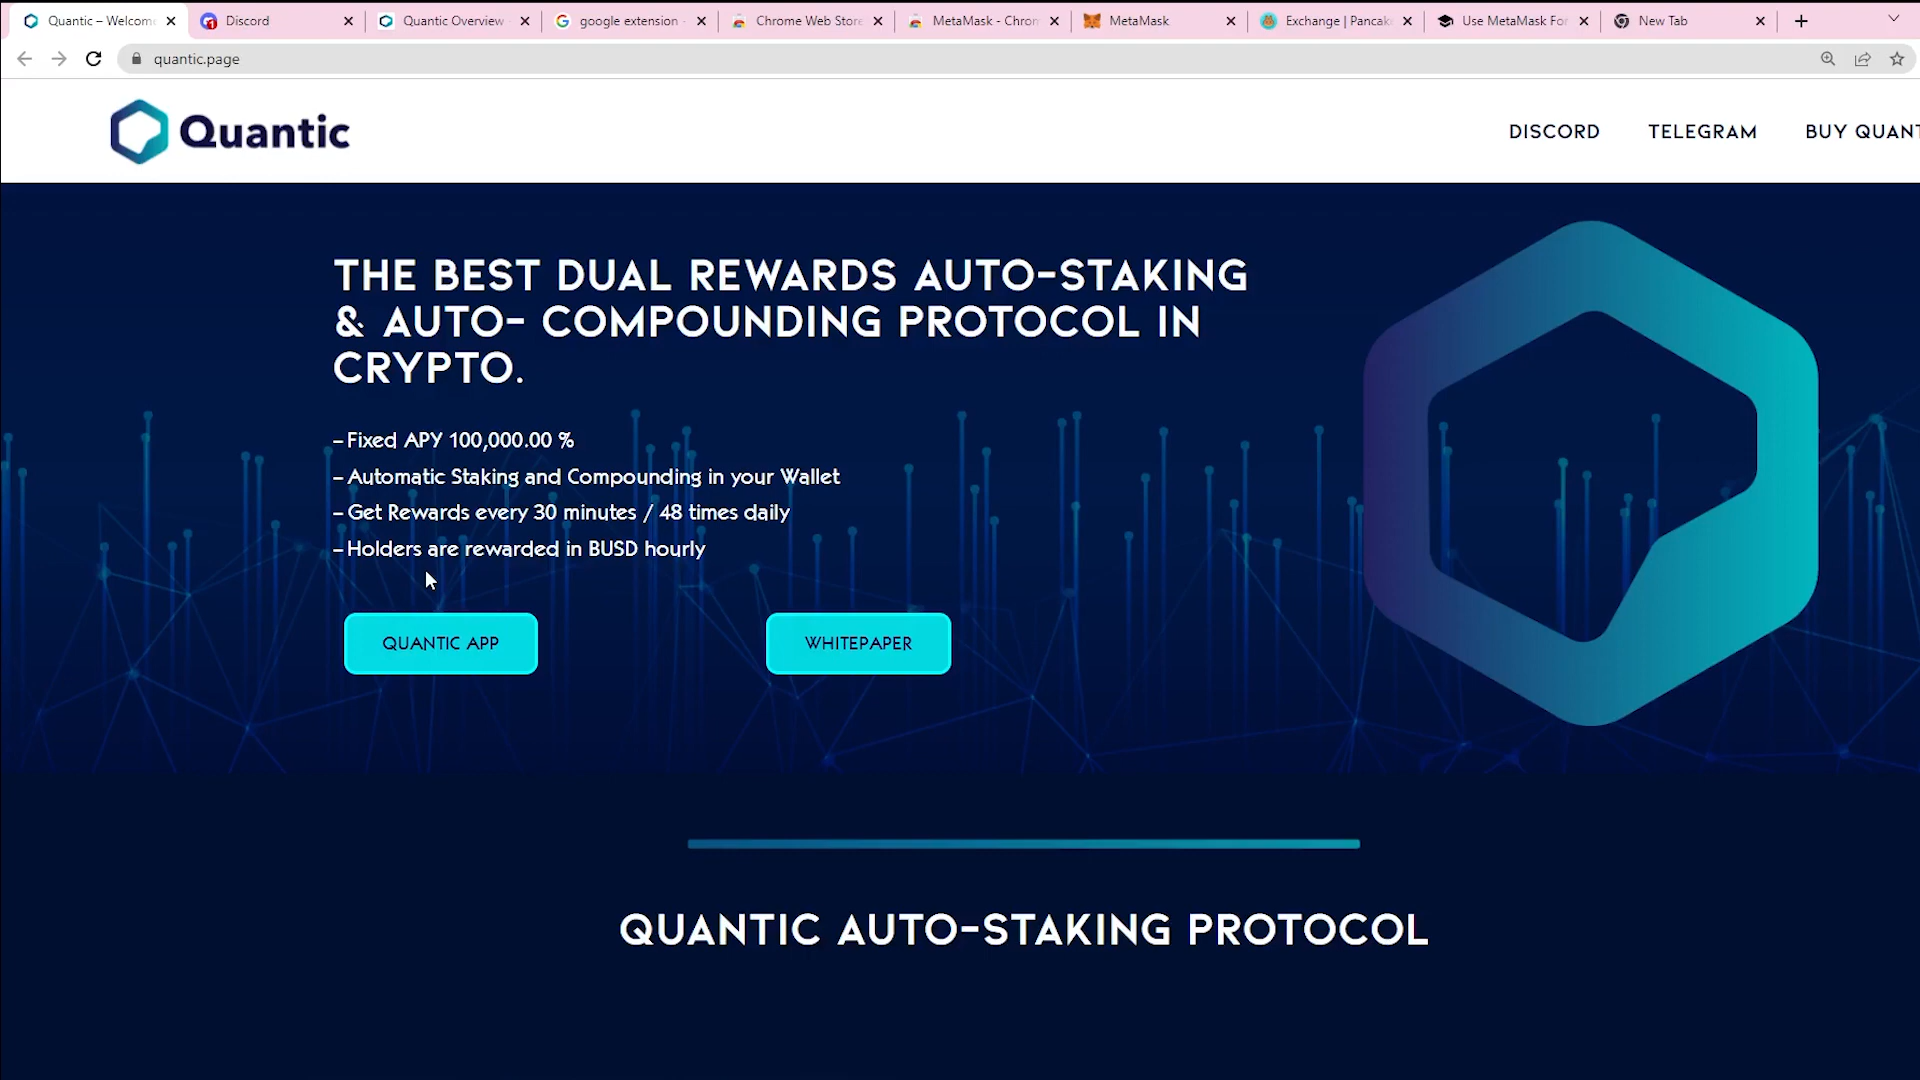 Quantic – Welcome
Discord
Quantic Overview -
google extension -
Chrome Web Store
MetaMask - Chrom
MetaMask
Exchange | Pancak
Use MetaMask For
New Tab
quantic.page
Quantic
DISCORD
TELEGRAM
BUY QUANT
THE BEST DUAL REWARDS AUTO-STAKING
& AUTO- COMPOUNDING PROTOCOL IN
CRYPTO.
– Fixed APY 100,000.00 %
– Automatic Staking and Compounding in your Wallet
– Get Rewards every 30 minutes / 48 times daily
– Holders are rewarded in BUSD hourly
QUANTIC APP
WHITEPAPER
QUANTIC AUTO-STAKING PROTOCOL